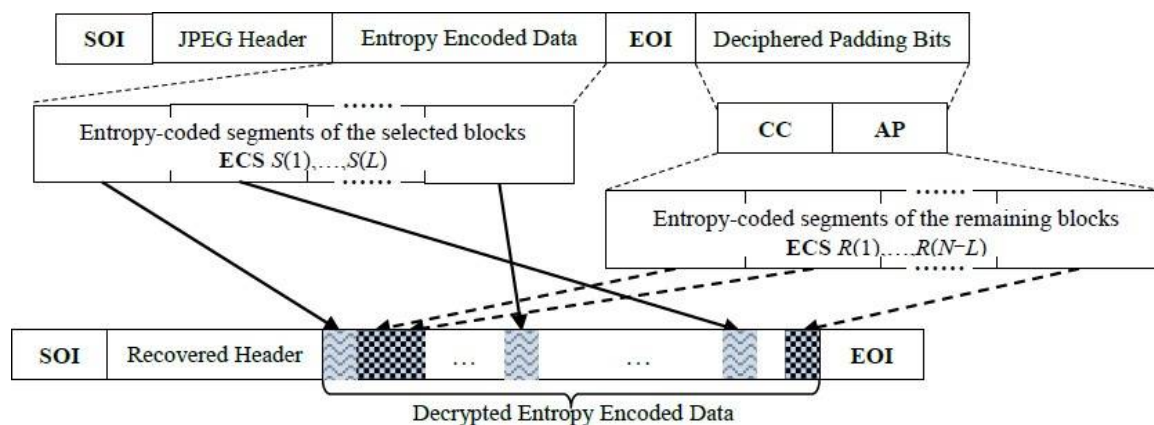 SOI JPEG Header Entropy Encoded Data EOI Deciphered Padding Bits
......
Entropy-coded segments of the selected blocks
ECS S(1),…,S(L)
......
CC AP
......
Entropy-coded segments of the remaining blocks
ECS R(1),…,R(N−L)
......
SOI Recovered Header … … EOI
Decrypted Entropy Encoded Data